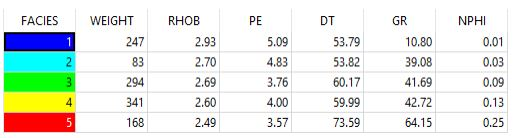 FACIES WEIGHT RHOB PE DT GR NPHI
1 247 2.93 5.09 53.79 10.80 0.01
2 83 2.70 4.83 53.82 39.08 0.03
3 294 2.69 3.76 60.17 41.69 0.09
4 341 2.60 4.00 59.99 42.72 0.13
5 168 2.49 3.57 73.59 64.15 0.25